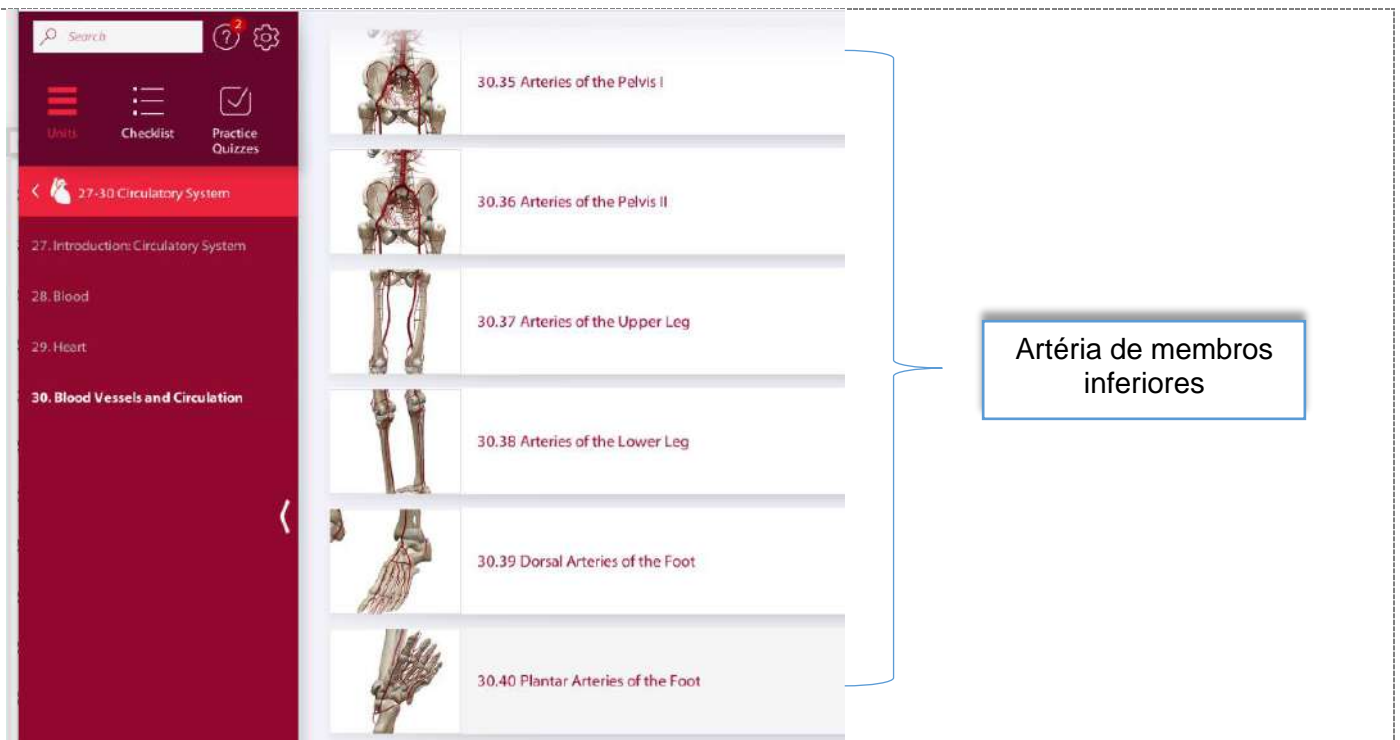 Search
2
?
Units
Checklist
Practice
Quizzes
27-30 Circulatory System
27. Introduction: Circulatory System
28. Blood
29. Heart
30. Blood Vessels and Circulation
30.35 Arteries of the Pelvis I
30.36 Arteries of the Pelvis II
30.37 Arteries of the Upper Leg
30.38 Arteries of the Lower Leg
30.39 Dorsal Arteries of the Foot
30.40 Plantar Arteries of the Foot
Artéria de membros
inferiores